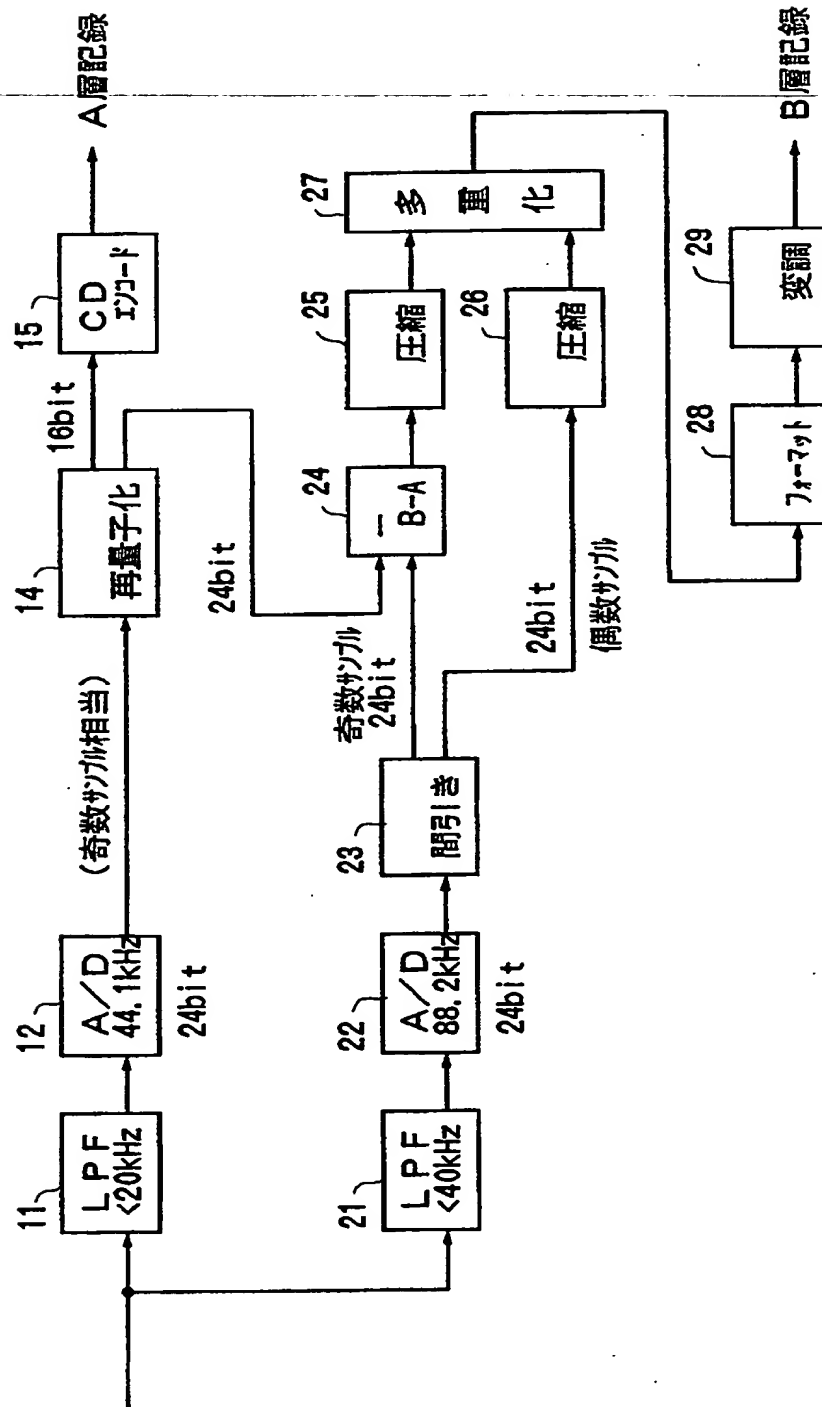 11
LPF
<20kHz
12
A/D
44.1kHz
24bit
(奇数サンプル相当)
14
再量子化
16bit
15
CD
エンコード
A層記録
24bit
21
LPF
<40kHz
22
A/D
88.2kHz
24bit
23
間引き
奇数サンプル
24bit
24bit
偶数サンプル
24
−
B-A
25
圧縮
26
圧縮
27
多重化
28
フォーマット
29
変調
B層記録